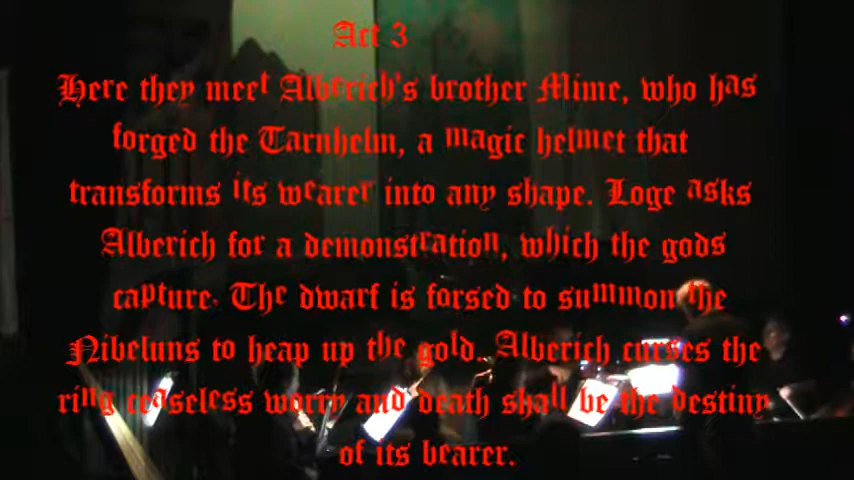 Act 3
Here they meet Alberich's brother Mime, who has
forged the Tarnhelm, a magic helmet that
transforms its wearer into any shape. Loge asks
Alberich for a demonstration, which the gods
capture. The dwarf is forsed to summon the
Nibeluns to heap up the gold. Alberich curses the
ring ceaseless worry and death shall be the destiny
of its bearer.